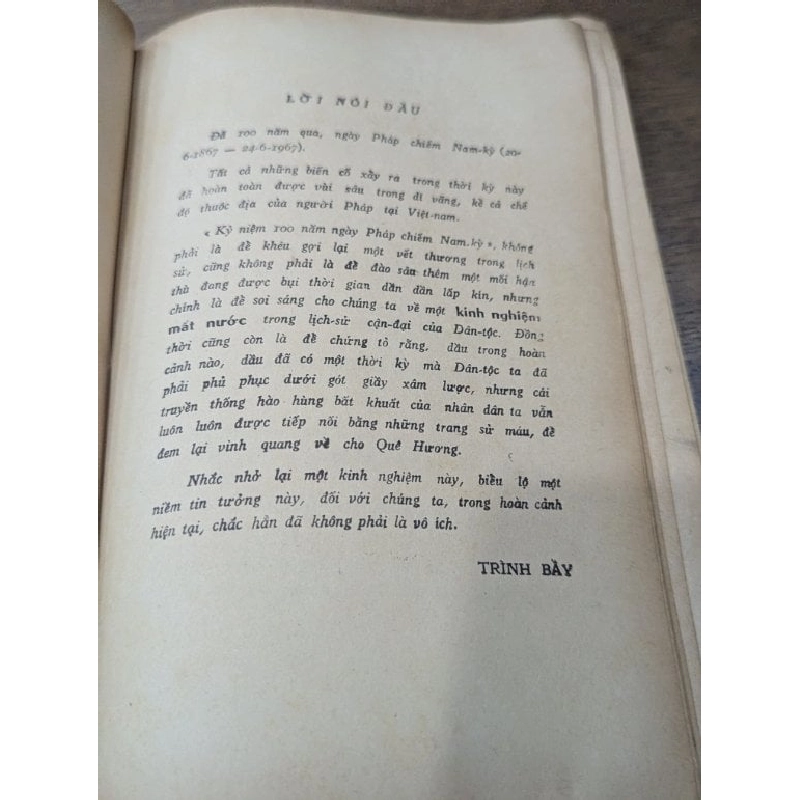 LỜI NÓI ĐẦU
Đã 100 năm qua, ngày Pháp chiếm Nam-kỳ (20-
6-1867 — 24-6-1967).
Tất cả những biến cố xẩy ra trong thời kỳ này
đã hoàn toàn được vùi sâu trong dĩ vãng, kể cả chế
độ thuộc địa của người Pháp tại Việt-nam.
« Kỷ niệm 100 năm ngày Pháp chiếm Nam.kỳ », không
phải là để khêu gợi lại một vết thương trong lịch
sử, cũng không phải là để đào sâu thêm một mối hận
thù đang được bụi thời gian dần dần lấp kín, nhưng
chính là để soi sáng cho chúng ta về một kinh nghiệm
mất nước trong lịch-sử cận-đại của Dân-tộc. Đồng
thời cũng còn là để chứng tỏ rằng, dầu trong hoàn
cảnh nào, dầu đã có một thời kỳ mà Dân-tộc ta đã
phải phủ phục dưới gót giầy xâm lược, nhưng cái
truyền thống hào hùng bất khuất của nhân dân ta vẫn
luôn luôn được tiếp nối bằng những trang sử máu, để
đem lại vinh quang về cho Quê Hương.
Nhắc nhở lại một kinh nghiệm này, biểu lộ một
niềm tin tưởng này, đối với chúng ta, trong hoàn cảnh
hiện tại, chắc hẳn đã không phải là vô ích.
TRÌNH BẦY